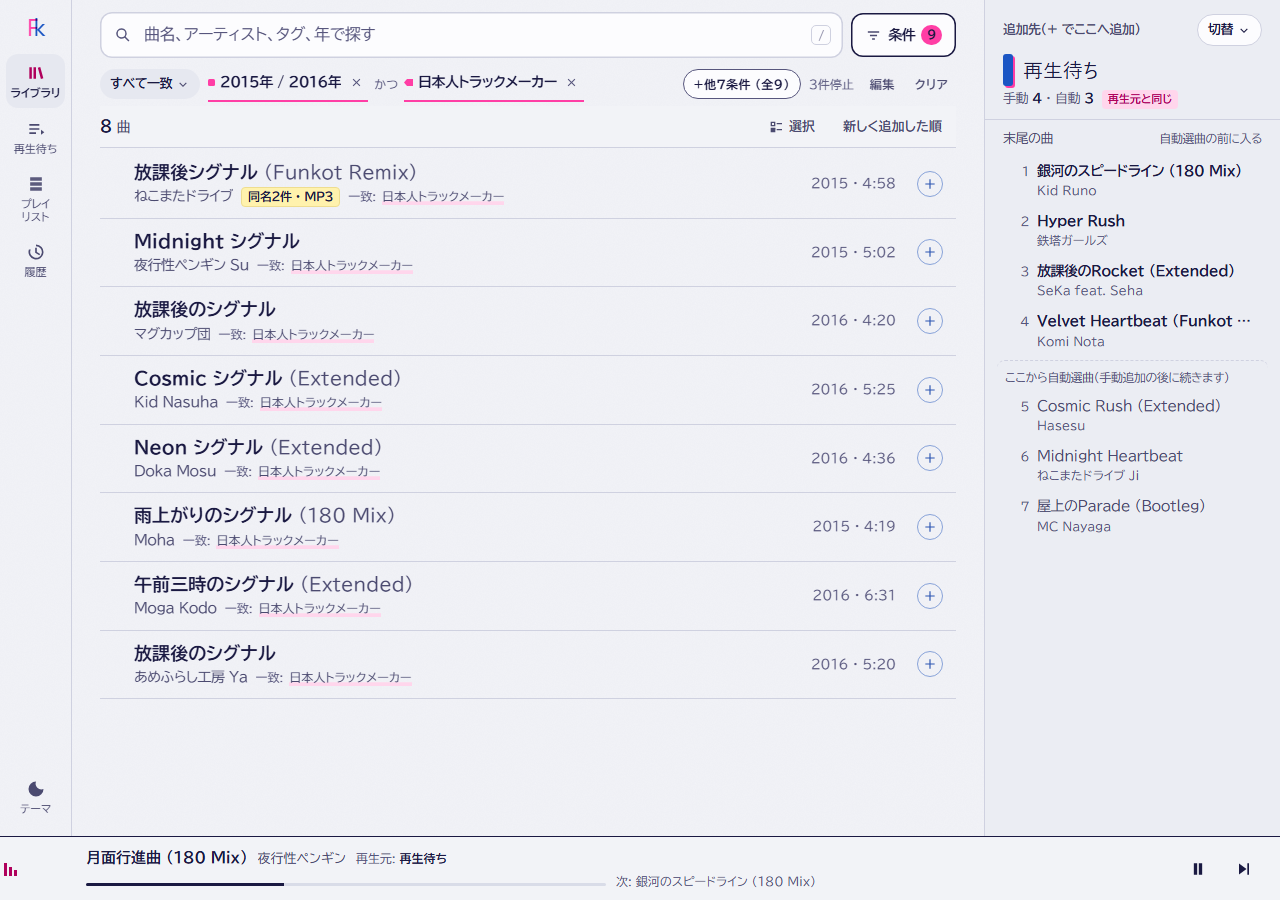 Fk
ライブラリ
再生待ち
プレイ
リスト
履歴
テーマ
曲名、アーティスト、タグ、年で探す
/
条件 9
すべて一致
2015年 / 2016年 ×
かつ
日本人トラックメーカー ×
+他7条件（全9）
3件停止
編集
クリア
8 曲
選択
新しく追加した順
放課後シグナル（Funkot Remix）
ねこまたドライブ 同名2件・MP3 一致: 日本人トラックメーカー
2015・4:58
Midnight シグナル
夜行性ペンギン Su 一致: 日本人トラックメーカー
2015・5:02
放課後のシグナル
マグカップ団 一致: 日本人トラックメーカー
2016・4:20
Cosmic シグナル（Extended）
Kid Nasuha 一致: 日本人トラックメーカー
2016・5:25
Neon シグナル（Extended）
Doka Mosu 一致: 日本人トラックメーカー
2016・4:36
雨上がりのシグナル（180 Mix）
Moha 一致: 日本人トラックメーカー
2015・4:19
午前三時のシグナル（Extended）
Moga Kodo 一致: 日本人トラックメーカー
2016・6:31
放課後のシグナル
あめふらし工房 Ya 一致: 日本人トラックメーカー
2016・5:20
追加先（+ でここへ追加）
切替
再生待ち
手動 4・自動 3 再生元と同じ
末尾の曲
自動選曲の前に入る
1 銀河のスピードライン（180 Mix）
Kid Runo
2 Hyper Rush
鉄塔ガールズ
3 放課後のRocket（Extended）
SeKa feat. Seha
4 Velvet Heartbeat（Funkot …
Komi Nota
ここから自動選曲（手動追加の後に続きます）
5 Cosmic Rush（Extended）
Hasesu
6 Midnight Heartbeat
ねこまたドライブ Ji
7 屋上のParade（Bootleg）
MC Nayaga
月面行進曲（180 Mix） 夜行性ペンギン 再生元: 再生待ち
次: 銀河のスピードライン（180 Mix）